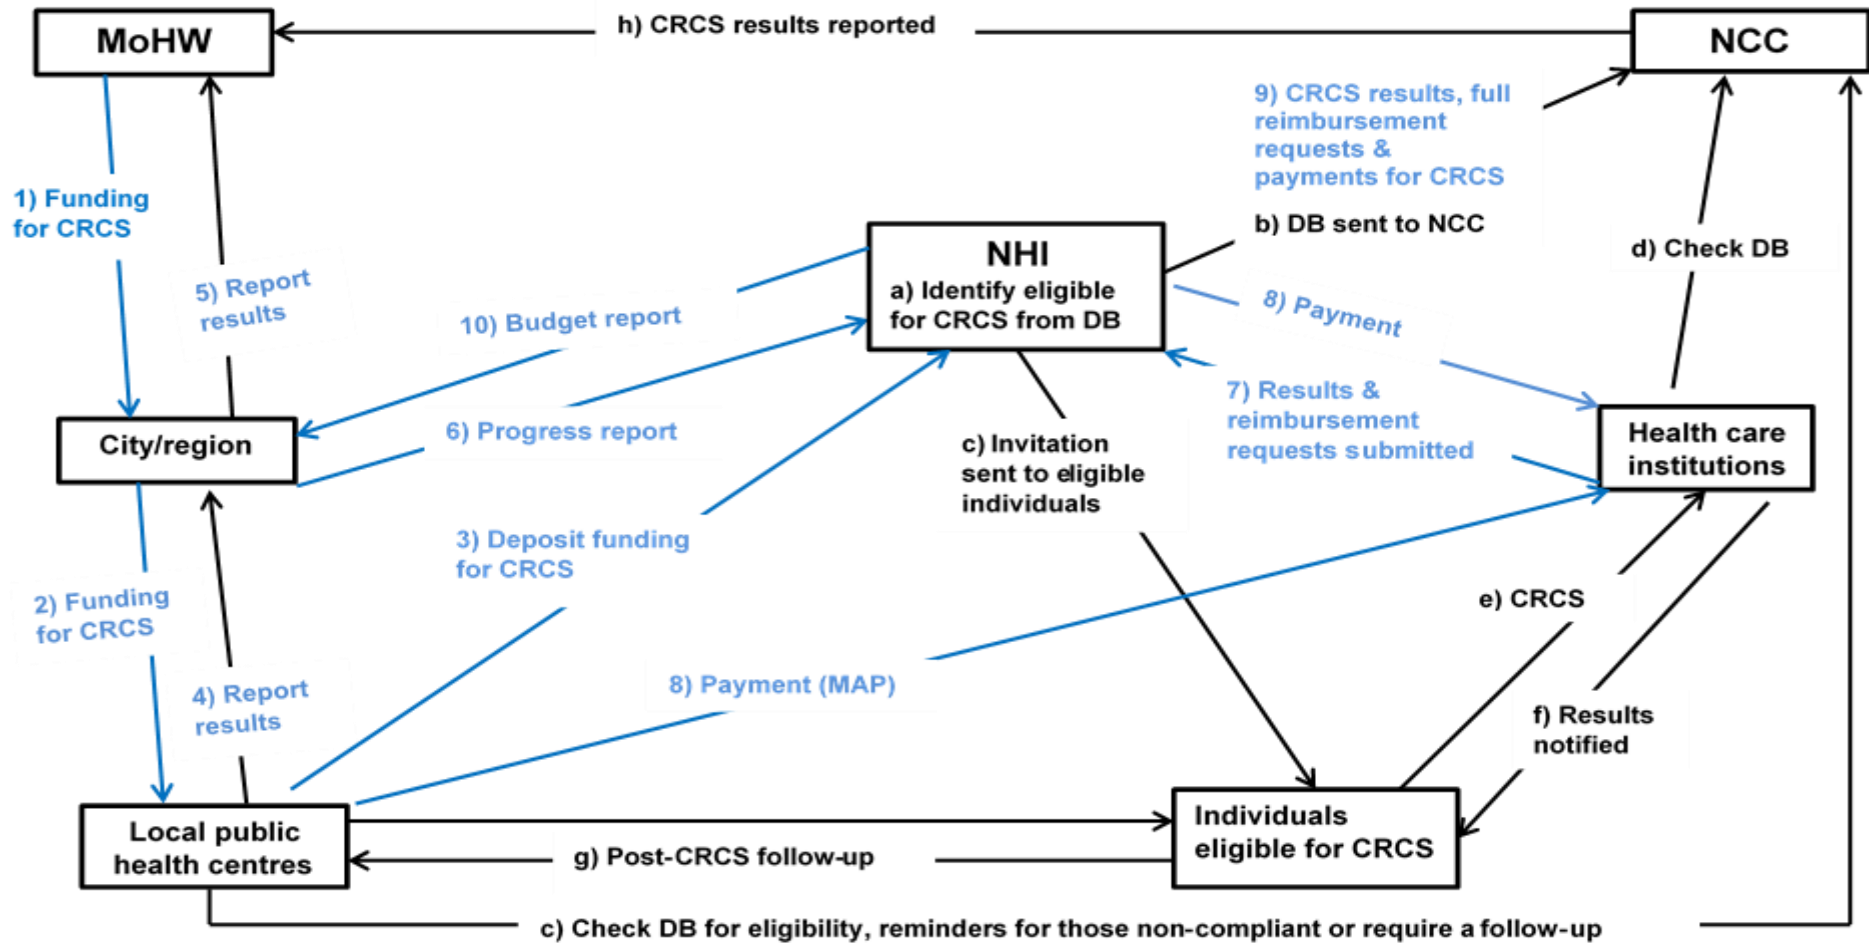 MoHW
h) CRCS results reported
NCC
9) CRCS results, full
reimbursement
requests &
payments for CRCS
1) Funding
for CRCS
b) DB sent to NCC
d) Check DB
NHI
a) Identify eligible
for CRCS from DB
5) Report
results
10) Budget report
8) Payment
7) Results &
reimbursement
requests submitted
City/region
6) Progress report
c) Invitation
sent to eligible
individuals
Health care
institutions
3) Deposit funding
for CRCS
2) Funding
for CRCS
e) CRCS
4) Report
results
8) Payment (MAP)
f) Results
notified
Local public
health centres
Individuals
eligible for CRCS
g) Post-CRCS follow-up
c) Check DB for eligibility, reminders for those non-compliant or require a follow-up